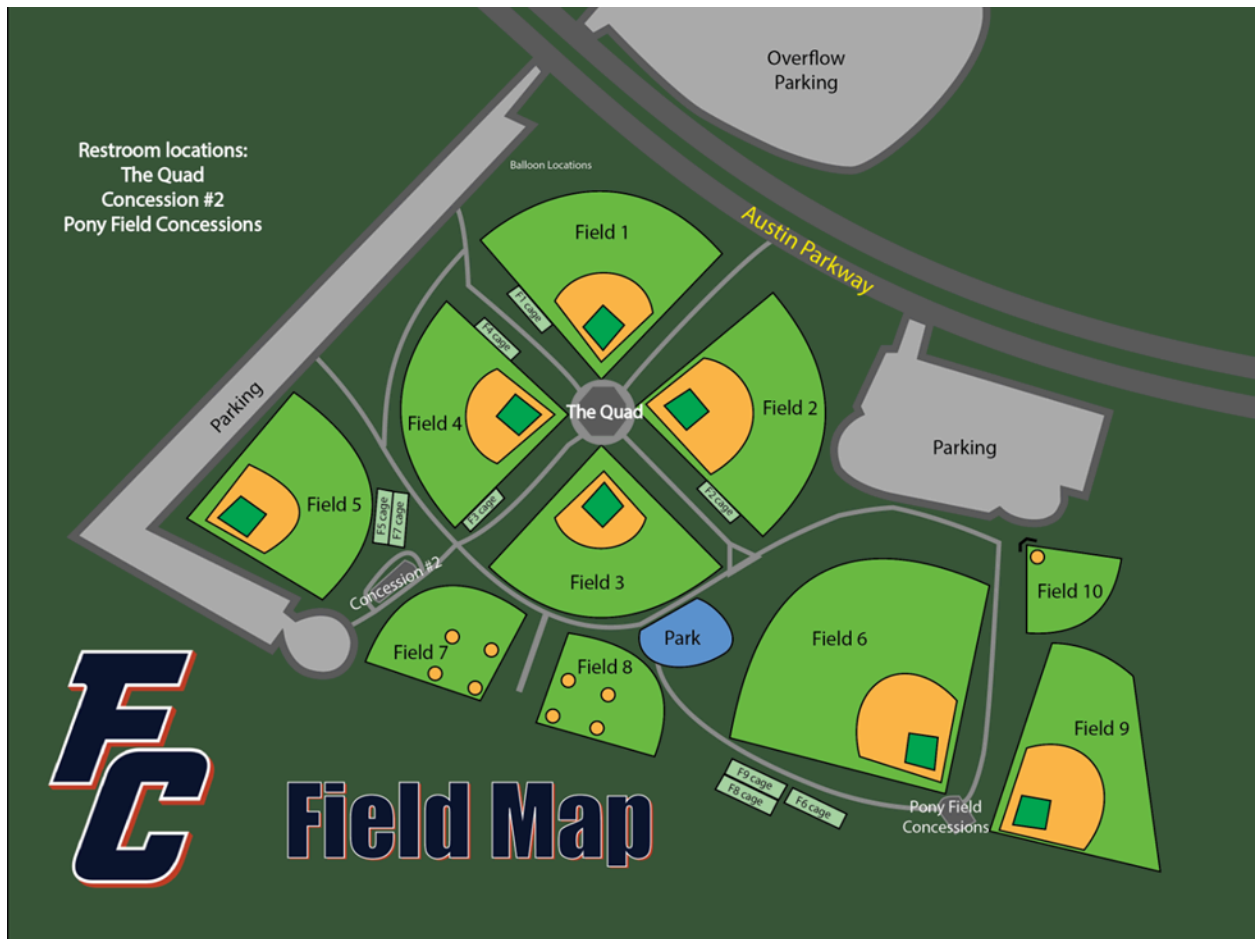 Overflow
Parking
Restroom locations:
The Quad
Concession #2
Pony Field Concessions
Balloon Locations
Austin Parkway
Field 1
F1 cage
F4 cage
Parking
The Quad
Field 2
Field 4
Parking
F2 cage
Field 5
F5 cage
F7 cage
F3 cage
Concession #2
Field 3
Field 10
Field 7
Field 8
Park
Field 6
Field 9
F9 cage
F8 cage
F6 cage
Pony Field
Concessions
FC
Field Map